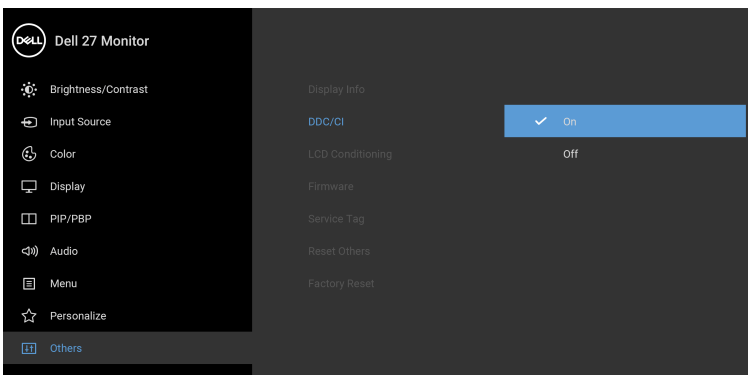 DELL
Dell 27 Monitor
Brightness/Contrast
Input Source
Color
Display
PIP/PBP
Audio
Menu
Personalize
Others
Display Info
DDC/CI
LCD Conditioning
Firmware
Service Tag
Reset Others
Factory Reset
On
Off